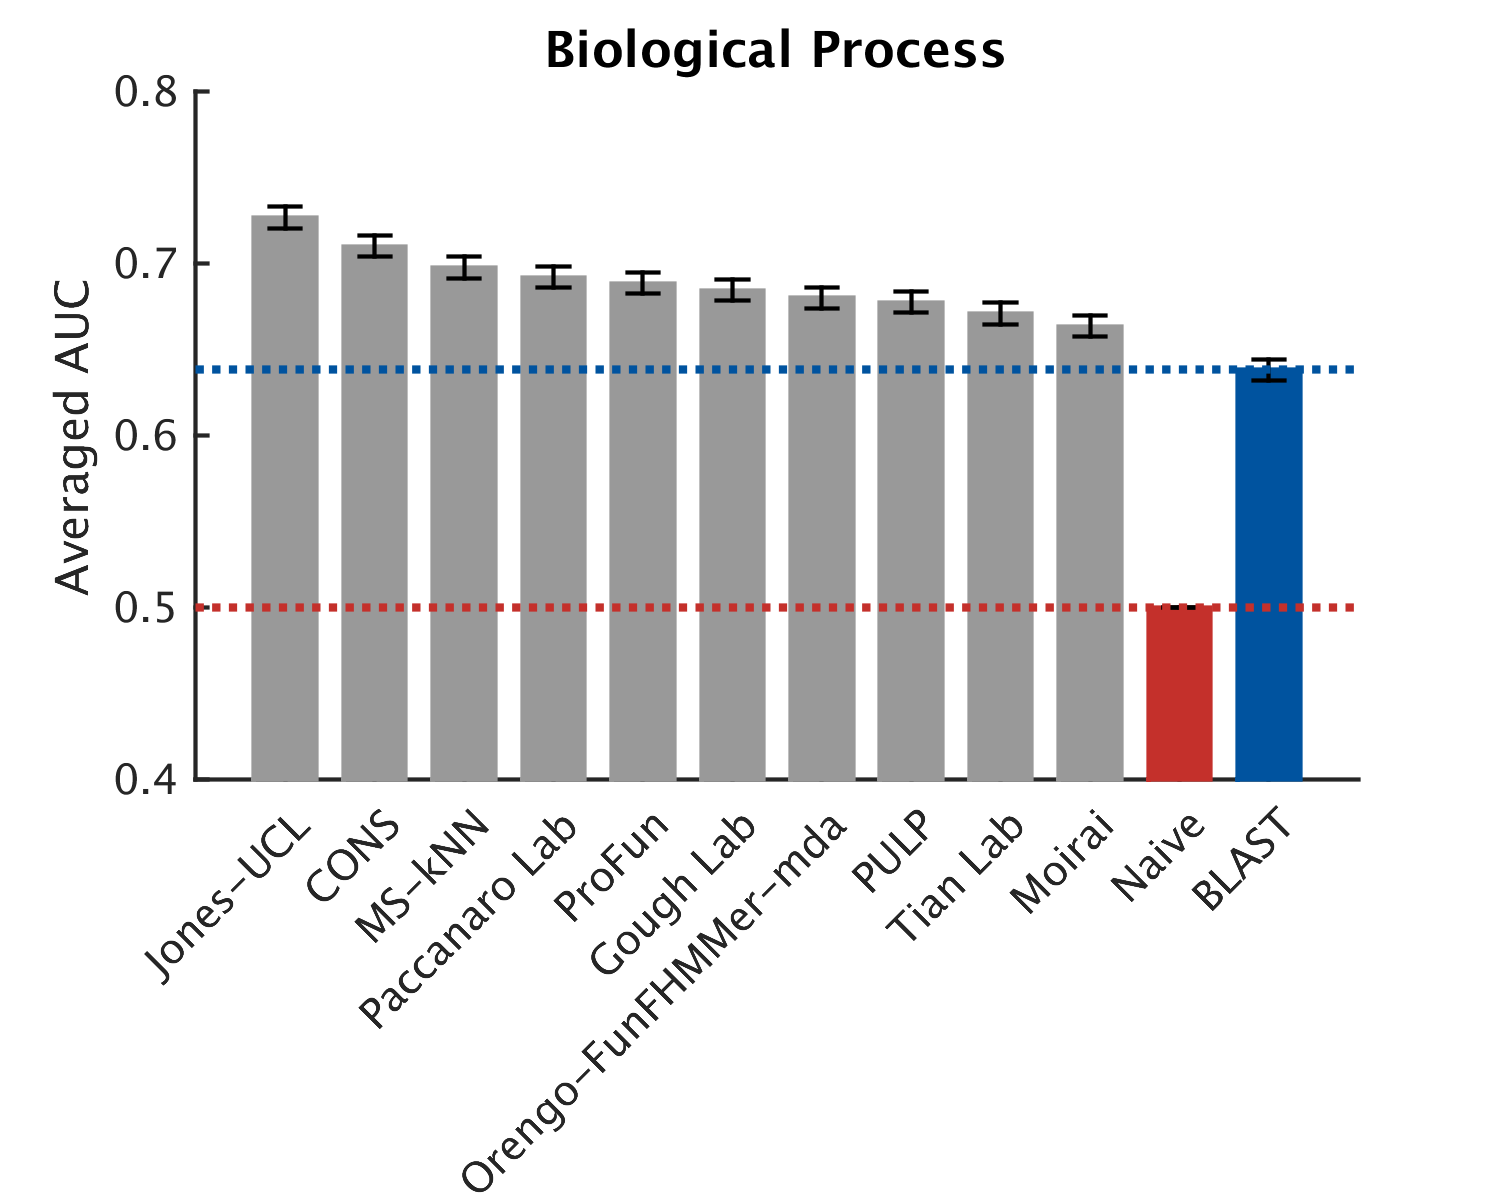 Biological Process
Averaged AUC
0.8
0.7
0.6
0.5
0.4
Jones-UCL
CONS
MS-kNN
Paccanaro Lab
ProFun
Gough Lab
Orengo-FunFHMMer-mda
PULP
Tian Lab
Moirai
Naive
BLAST